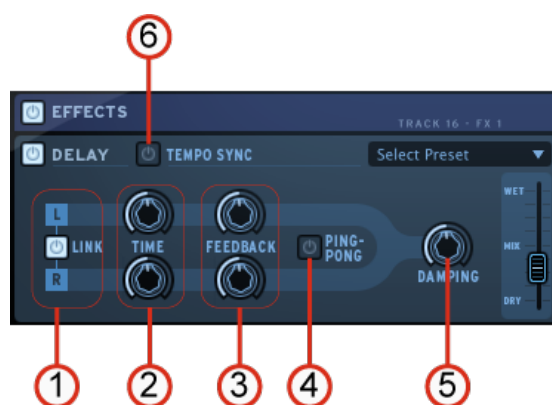 6
EFFECTS
TRACK 16 - FX 1
DELAY
TEMPO SYNC
Select Preset
WET
L
LINK
TIME
FEEDBACK
PING-
PONG
MIX
R
DAMPING
DRY
1
2
3
4
5